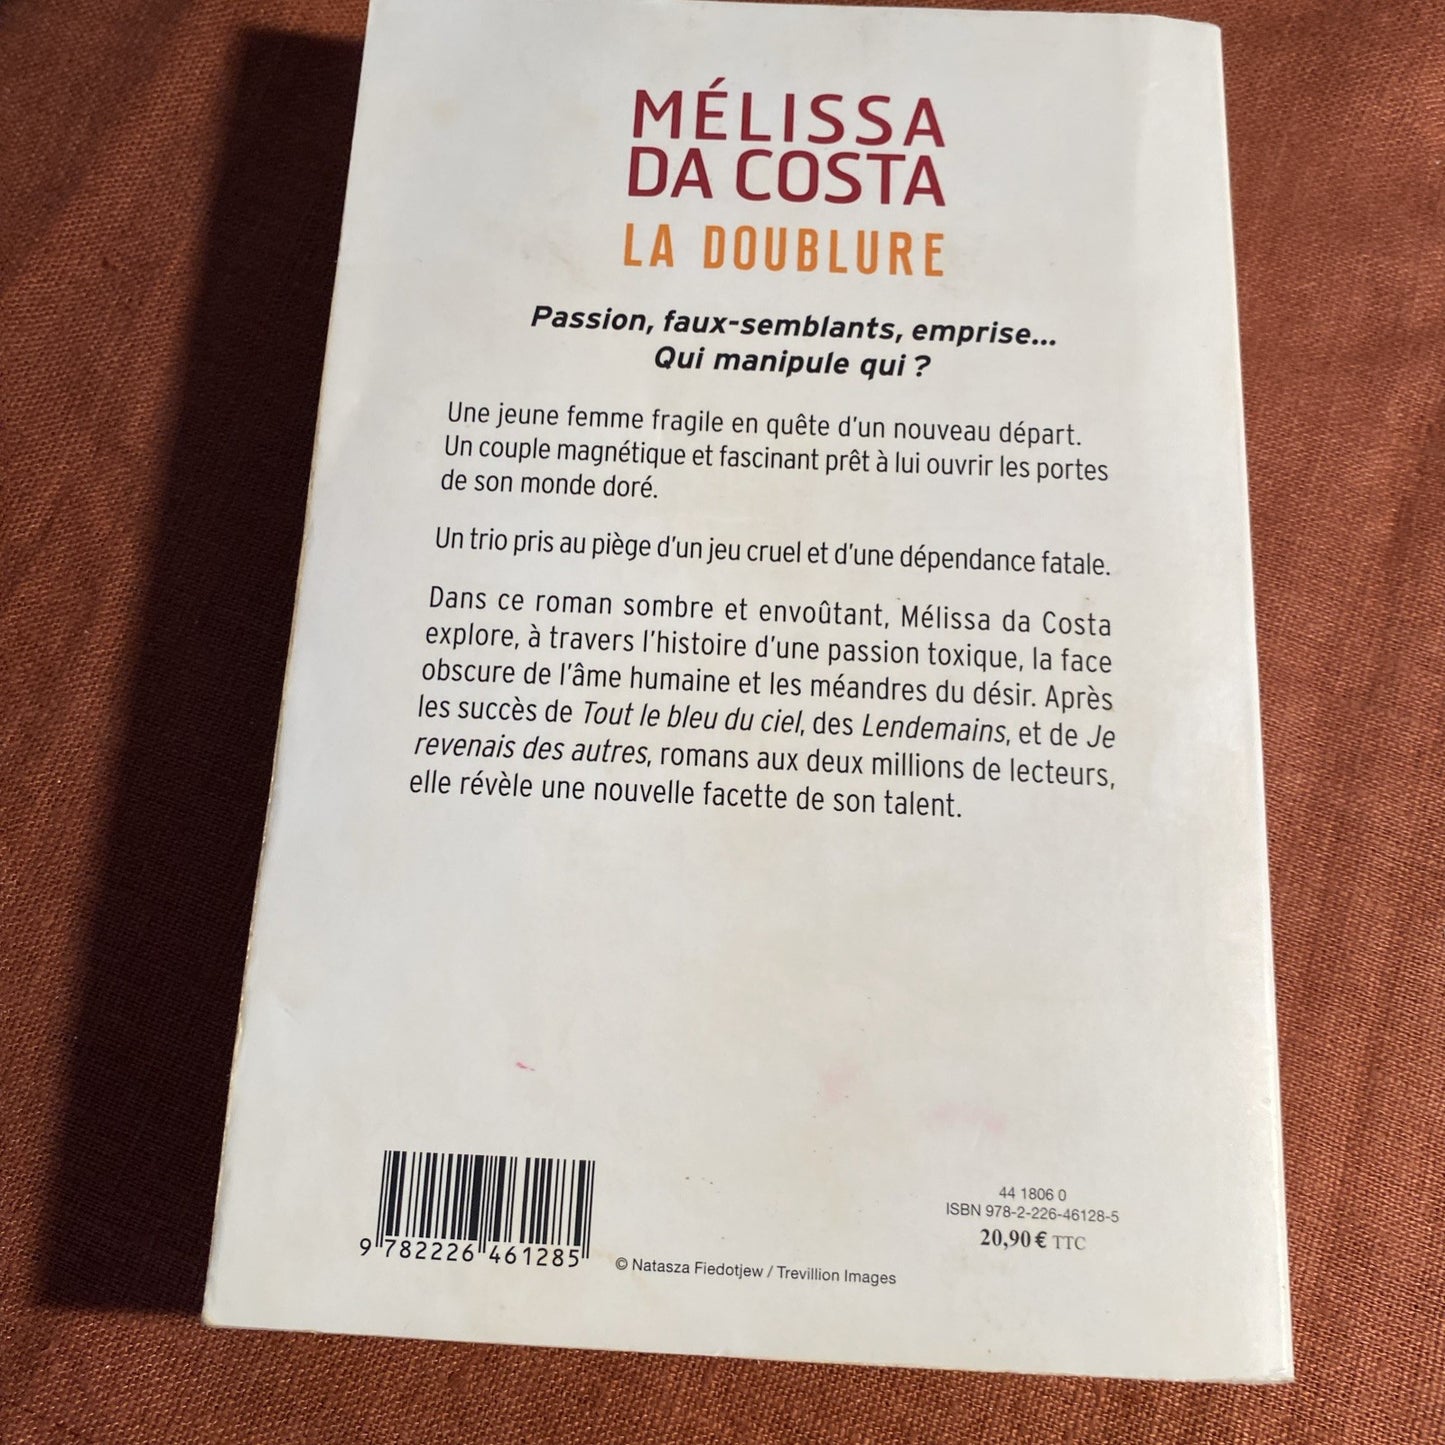 MÉLISSA
DA COSTA
LA DOUBLURE
Passion, faux-semblants, emprise...
Qui manipule qui ?
Une jeune femme fragile en quête d'un nouveau départ.
Un couple magnétique et fascinant prêt à lui ouvrir les portes
de son monde doré.
Un trio pris au piège d'un jeu cruel et d'une dépendance fatale.
Dans ce roman sombre et envoûtant, Mélissa da Costa
explore, à travers l'histoire d'une passion toxique, la face
obscure de l'âme humaine et les méandres du désir. Après
les succès de Tout le bleu du ciel, des Lendemains, et de Je
revenais des autres, romans aux deux millions de lecteurs,
elle révèle une nouvelle facette de son talent.
9 782226 461285
© Natasza Fiedotjew / Trevillion Images
44 1806 0
ISBN 978-2-226-46128-5
20,90 € TTC